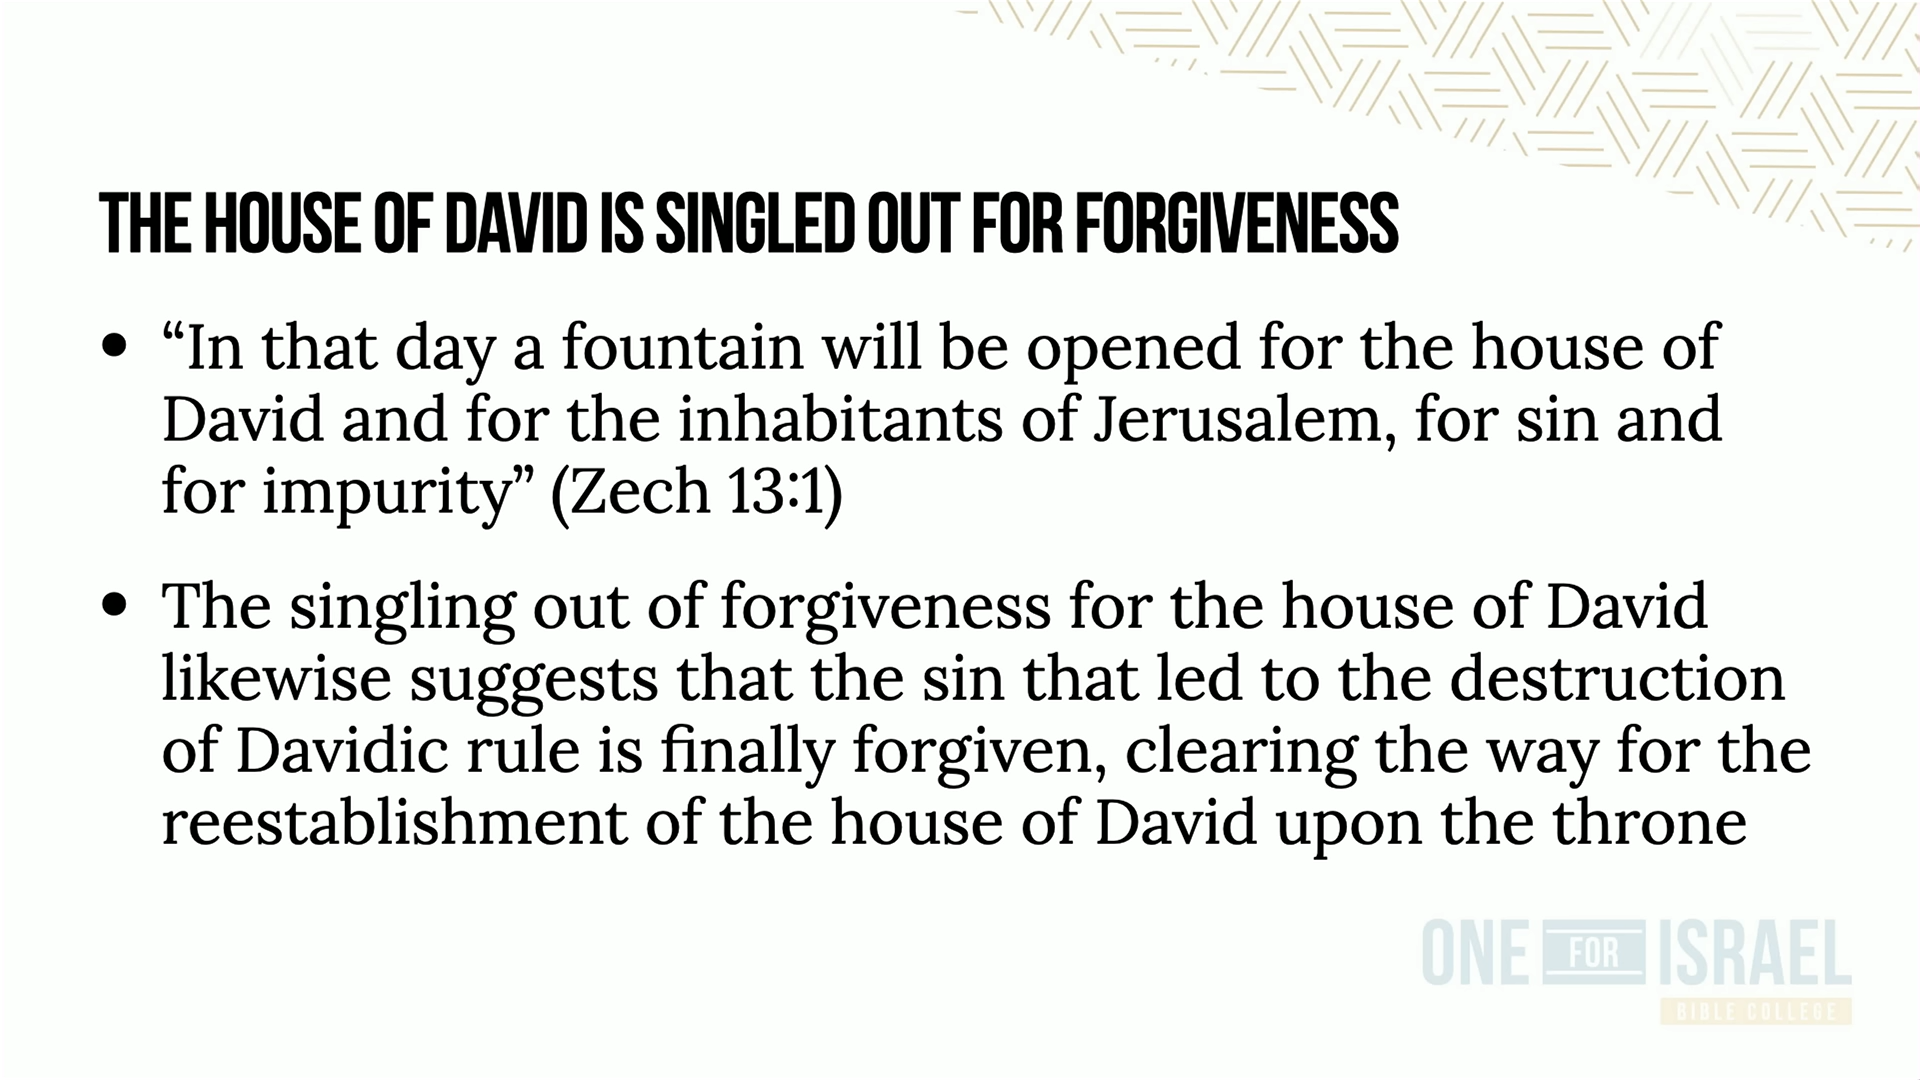 THE HOUSE OF DAVID IS SINGLED OUT FOR FORGIVENESS
• “In that day a fountain will be opened for the house of
David and for the inhabitants of Jerusalem, for sin and
for impurity” (Zech 13:1)
• The singling out of forgiveness for the house of David
likewise suggests that the sin that led to the destruction
of Davidic rule is finally forgiven, clearing the way for the
reestablishment of the house of David upon the throne
ONE FOR ISRAEL
BIBLE COLLEGE